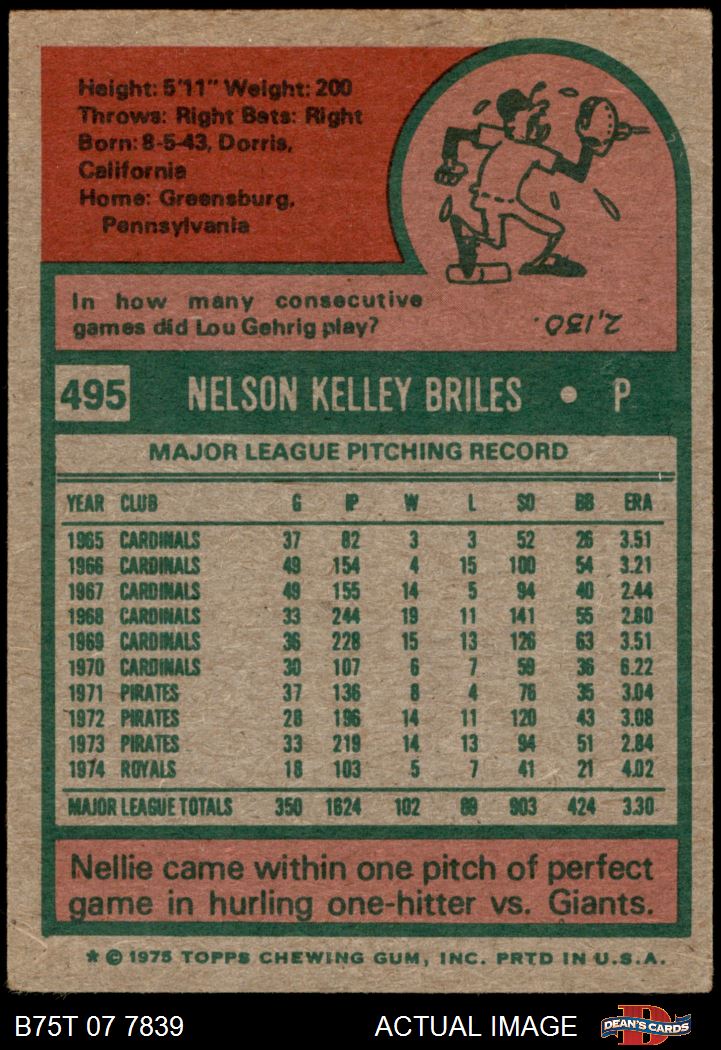 Height: 5'11" Weight: 200
Throws: Right Bats: Right
Born: 8-5-43, Dorris,
California
Home: Greensburg,
Pennsylvania
In how many consecutive
games did Lou Gehrig play?
2,130.
495 NELSON KELLEY BRILES • P
MAJOR LEAGUE PITCHING RECORD
YEAR CLUB G IP W L SO BB ERA
1965 CARDINALS 37 82 3 3 52 26 3.51
1966 CARDINALS 49 154 4 15 100 54 3.21
1967 CARDINALS 49 155 14 5 94 40 2.44
1968 CARDINALS 33 244 19 11 141 55 2.80
1969 CARDINALS 36 228 15 13 126 63 3.51
1970 CARDINALS 30 107 6 7 59 36 6.22
1971 PIRATES 37 136 8 4 76 35 3.04
1972 PIRATES 28 196 14 11 120 43 3.08
1973 PIRATES 33 219 14 13 94 51 2.84
1974 ROYALS 18 103 5 7 41 21 4.02
MAJOR LEAGUE TOTALS 350 1624 102 89 903 424 3.30
Nellie came within one pitch of perfect
game in hurling one-hitter vs. Giants.
* © 1975 TOPPS CHEWING GUM, INC. PRTD IN U.S.A.
B75T 07 7839 ACTUAL IMAGE DEAN'S CARDS